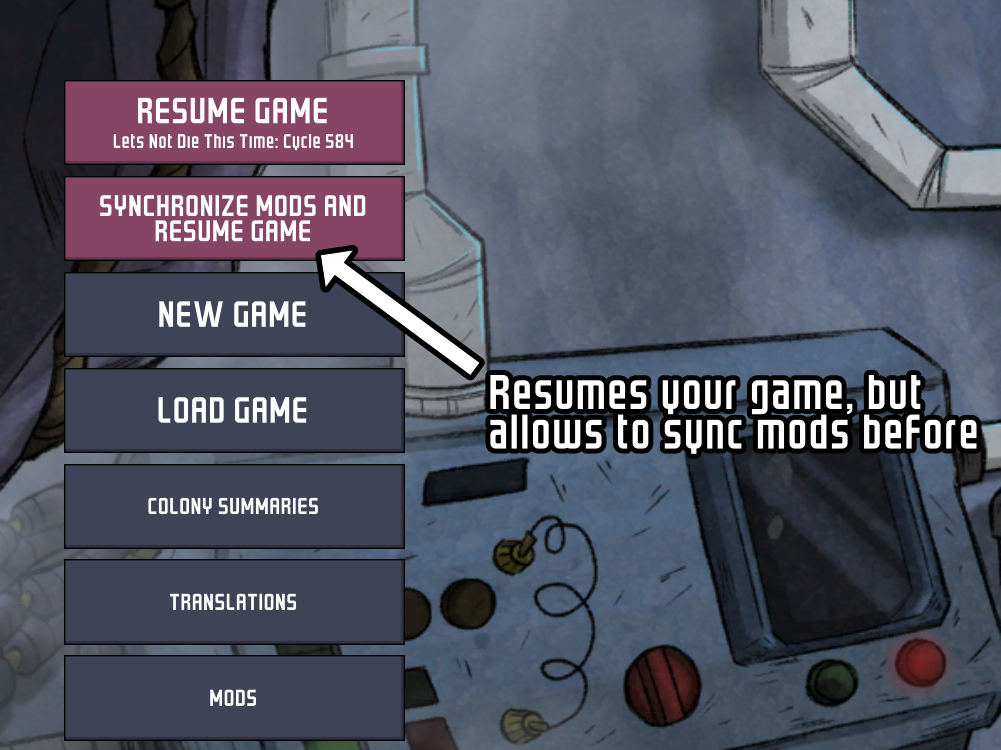 RESUME GAME
Lets Not Die This Time: Cycle 584
SYNCHRONIZE MODS AND
RESUME GAME
NEW GAME
LOAD GAME
COLONY SUMMARIES
TRANSLATIONS
MODS
Resumes your game, but
allows to sync mods before